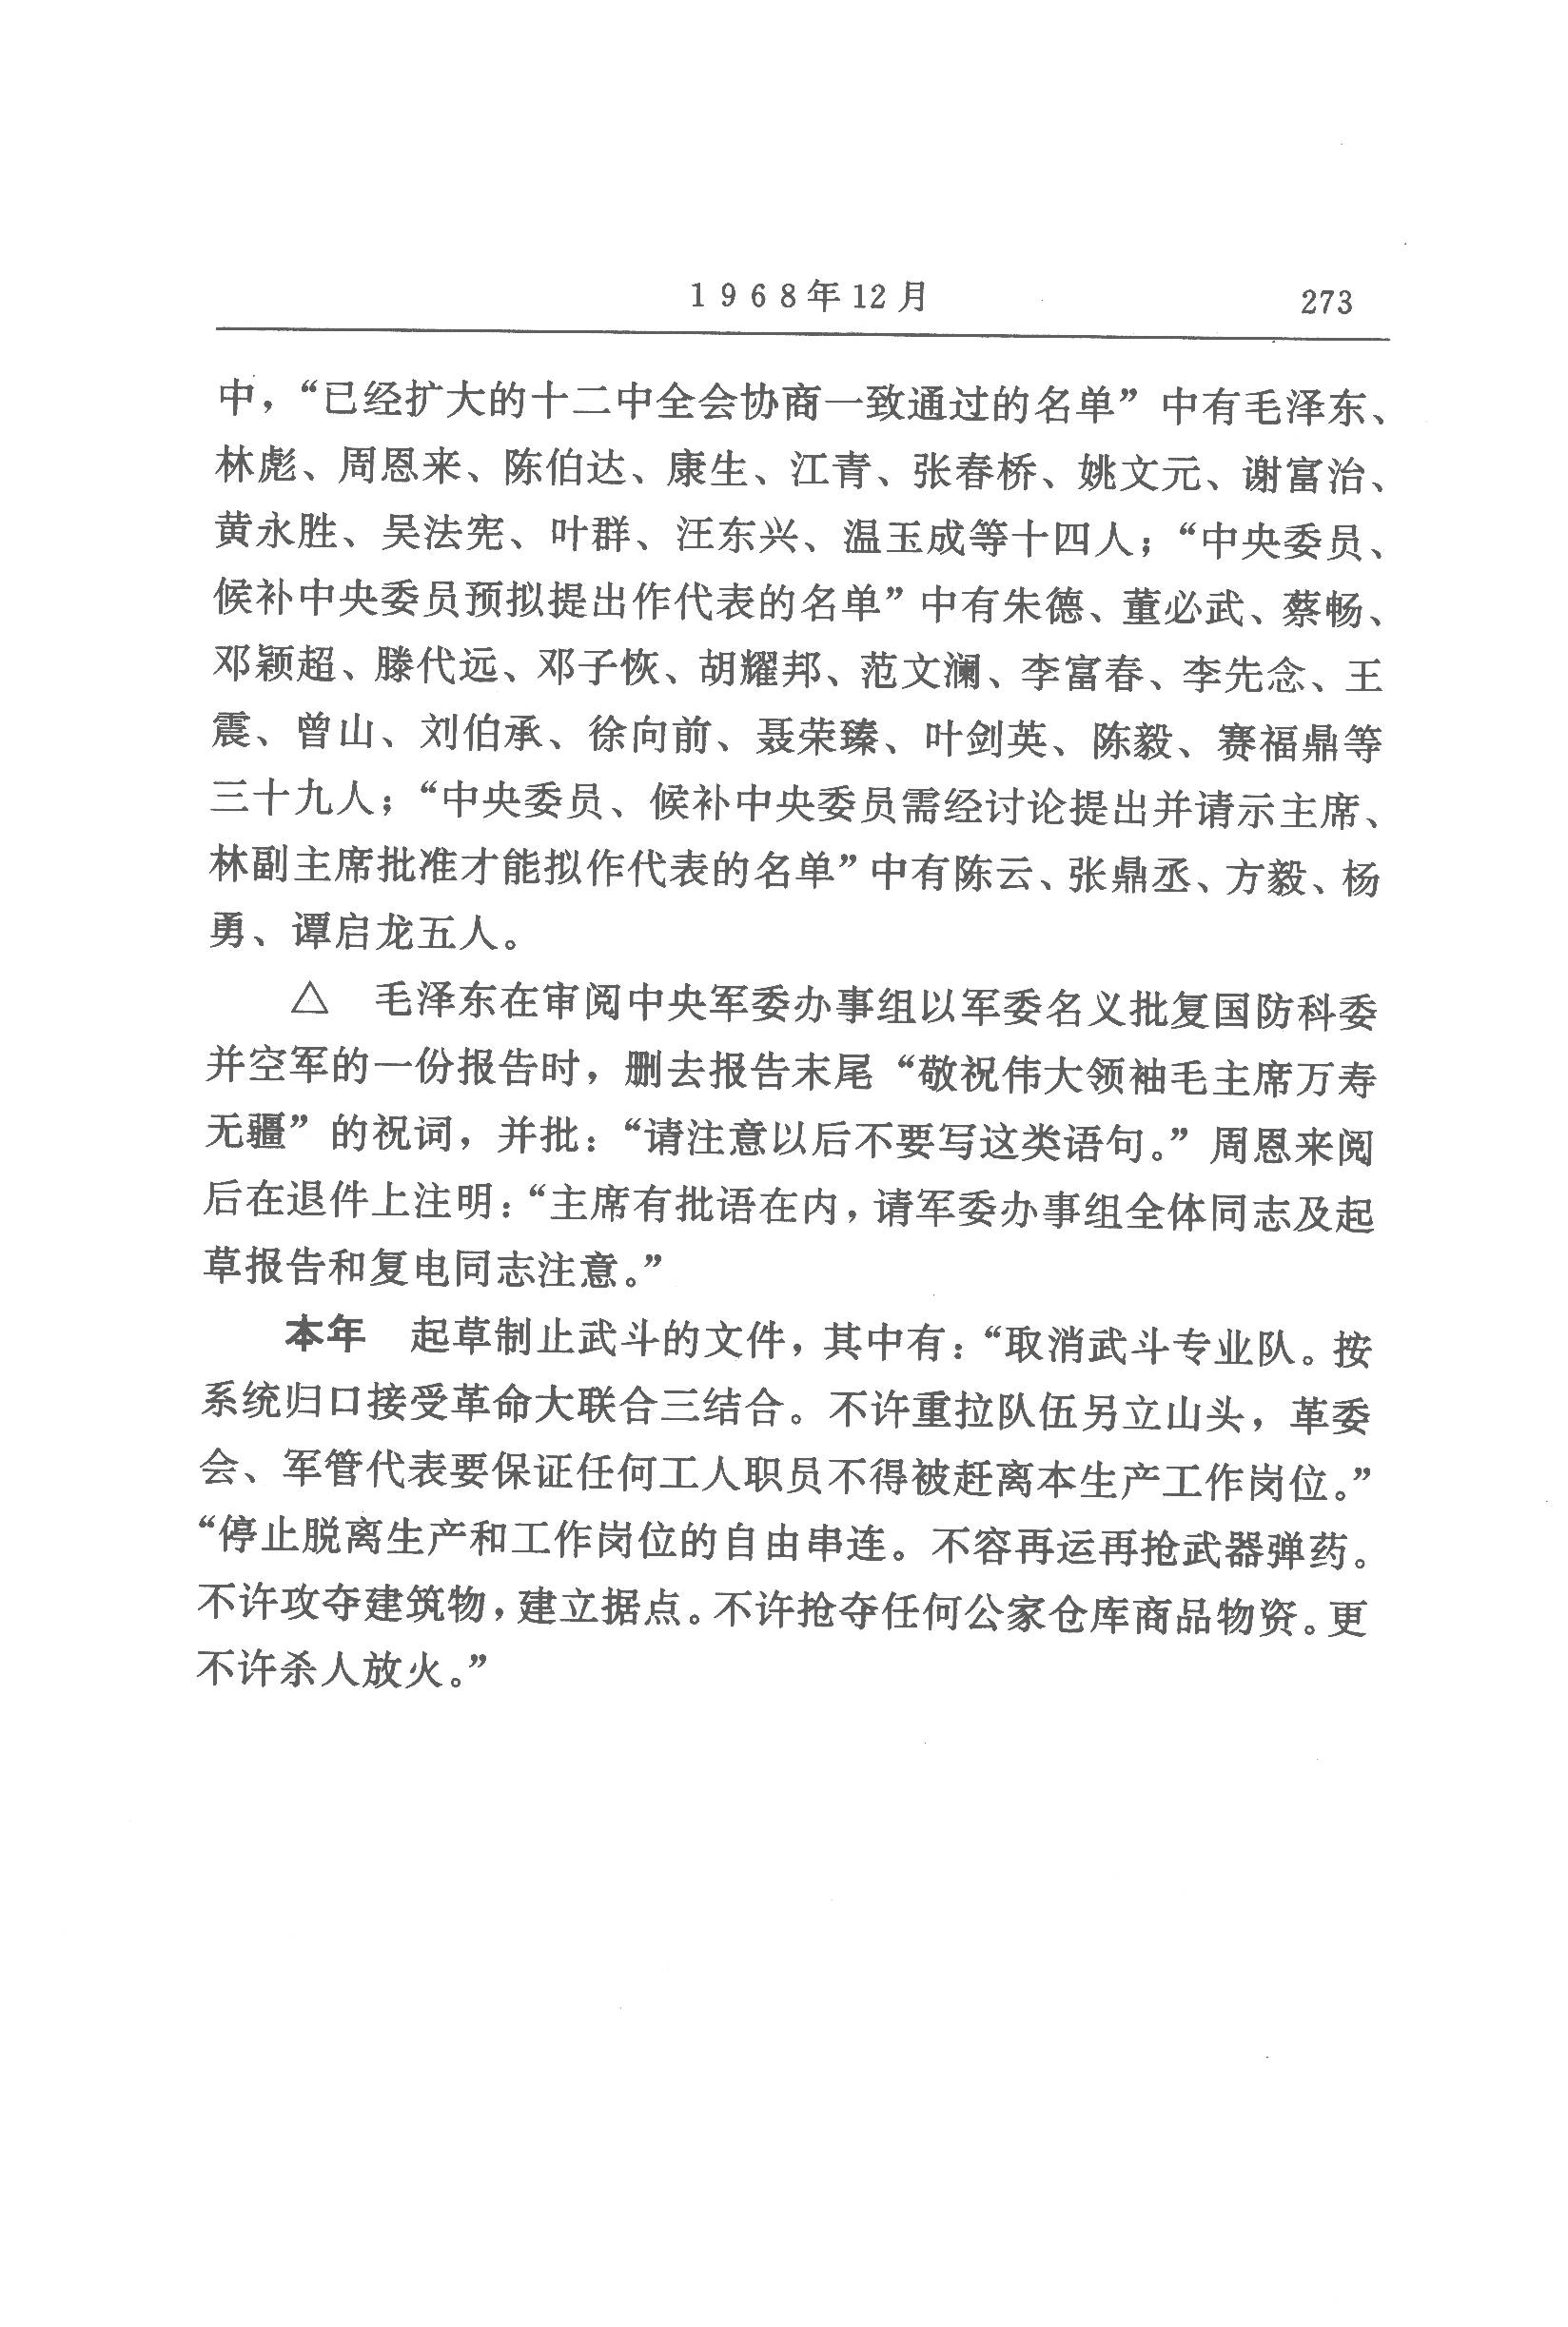 1968年12月 273
中，“已经扩大的十二中全会协商一致通过的名单”中有毛泽东、
林彪、周恩来、陈伯达、康生、江青、张春桥、姚文元、谢富治、
黄永胜、吴法宪、叶群、汪东兴、温玉成等十四人；“中央委员、
候补中央委员预拟提出作代表的名单”中有朱德、董必武、蔡畅、
邓颖超、滕代远、邓子恢、胡耀邦、范文澜、李富春、李先念、王
震、曾山、刘伯承、徐向前、聂荣臻、叶剑英、陈毅、赛福鼎等
三十九人；“中央委员、候补中央委员需经讨论提出并请示主席、
林副主席批准才能拟作代表的名单”中有陈云、张鼎丞、方毅、杨
勇、谭启龙五人。
△ 毛泽东在审阅中央军委办事组以军委名义批复国防科委
并空军的一份报告时，删去报告末尾“敬祝伟大领袖毛主席万寿
无疆”的祝词，并批：“请注意以后不要写这类语句。”周恩来阅
后在退件上注明：“主席有批语在内，请军委办事组全体同志及起
草报告和复电同志注意。”
本年 起草制止武斗的文件，其中有：“取消武斗专业队。按
系统归口接受革命大联合三结合。不许重拉队伍另立山头，革委
会、军管代表要保证任何工人职员不得被赶离本生产工作岗位。”
“停止脱离生产和工作岗位的自由串连。不容再运再抢武器弹药。
不许攻夺建筑物，建立据点。不许抢夺任何公家仓库商品物资。更
不许杀人放火。”